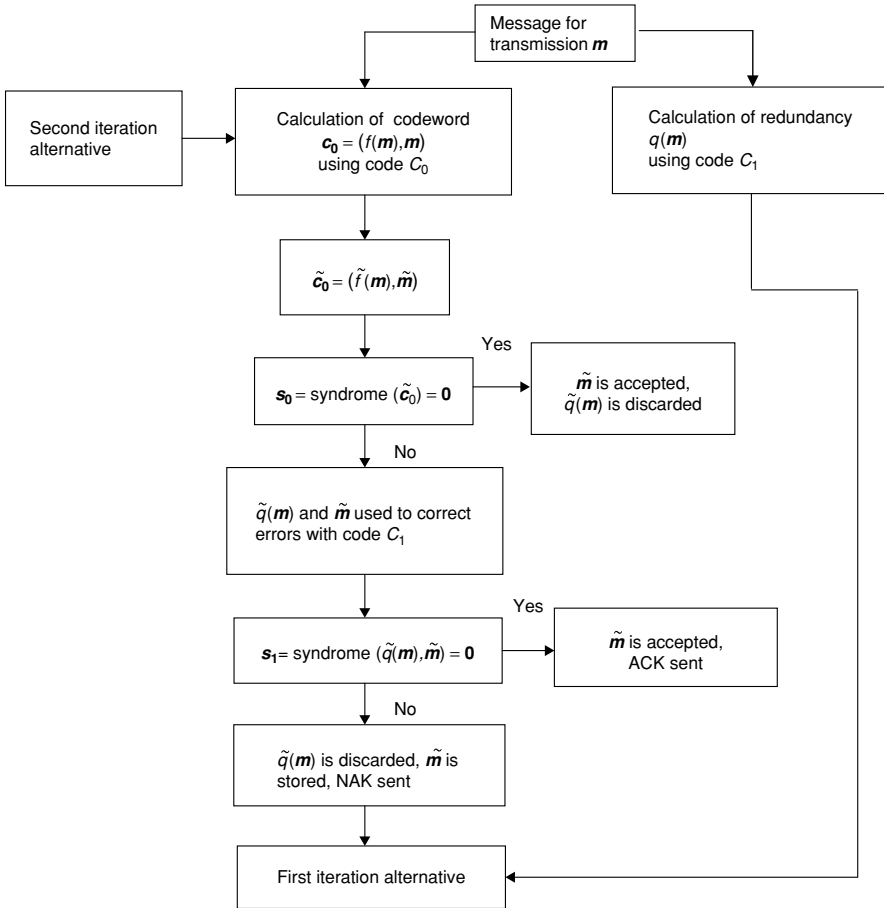 Message for
transmission m
Second iteration
alternative
Calculation of codeword
c₀ = (f(m),m)
using code C₀
Calculation of redundancy
q(m)
using code C₁
c̃₀ = (f̃(m),m̃)
Yes
s₀ = syndrome (c̃₀) = 0
m̃ is accepted,
q̃(m) is discarded
No
q̃(m) and m̃ used to correct
errors with code C₁
Yes
s₁= syndrome (q̃(m),m̃) = 0
m̃ is accepted,
ACK sent
No
q̃(m) is discarded, m̃ is
stored, NAK sent
First iteration alternative